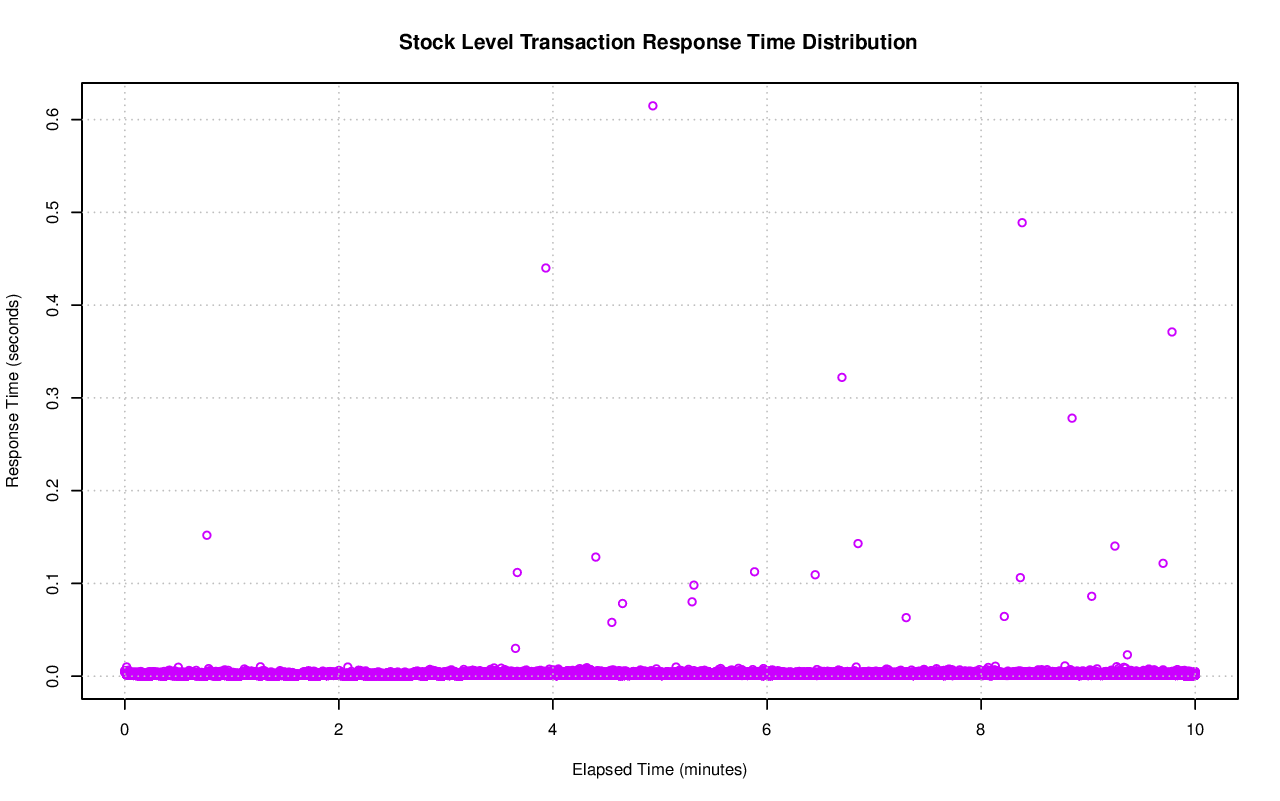 Stock Level Transaction Response Time Distribution
Response Time (seconds)
0.6
0.5
0.4
0.3
0.2
0.1
0.0
0 2 4 6 8 10
Elapsed Time (minutes)